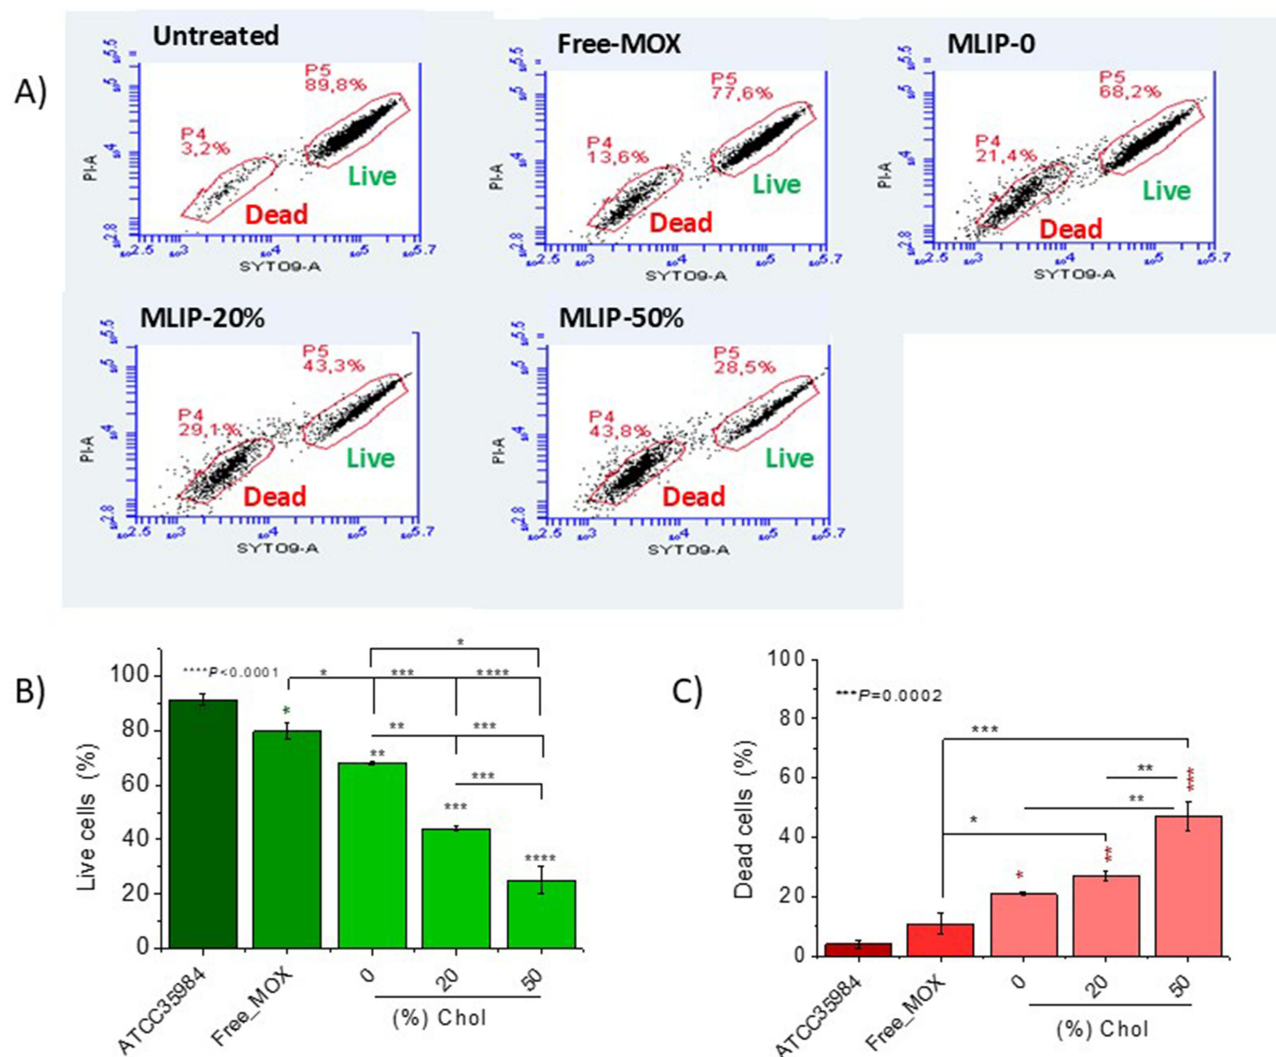 A)
Untreated
P5
89,8%
P4
3,2%
Live
Dead
PI-A
SYTO9-A
Free-MOX
P5
77,6%
P4
13,6%
Live
Dead
PI-A
SYTO9-A
MLIP-0
P5
68,2%
P4
21,4%
Live
Dead
PI-A
SYTO9-A
MLIP-20%
P5
43,3%
P4
29,1%
Live
Dead
PI-A
SYTO9-A
MLIP-50%
P5
28,5%
P4
43,8%
Live
Dead
PI-A
SYTO9-A
B)
Live cells (%)
100
80
60
40
20
0
****P<0.0001
*
*
***
****
*
**
***
**
***
***
****
ATCC35984
Free_MOX
0
20
50
(%) Chol
C)
Dead cells (%)
100
80
60
40
20
0
***P=0.0002
***
**
**
*
*
**
***
ATCC35984
Free_MOX
0
20
50
(%) Chol